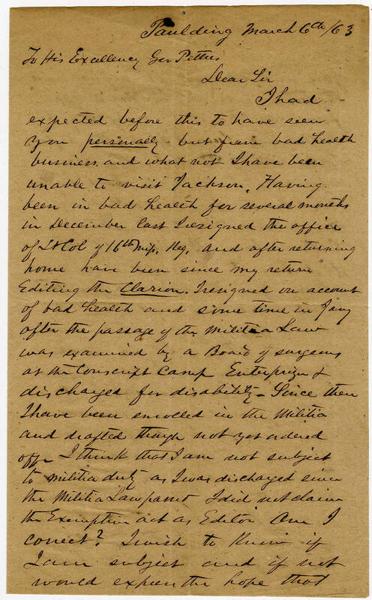 Paulding March 6th /63
To His Excellency Gov Pettus
Dear Sir
I had
expected before this to have seen
you personally but from bad health
business and what not I have been
unable to visit Jackson. Having
been in bad health for several months
in December last I resigned the office
of Lt Col of 16th Miss. Reg. and after returning
home have been since my return
Editing the Clarion. I resigned on account
of bad health and some time in Jany
after the passage of the Militia Law
was examined by a Board of surgeons
at the Conscript Camp Enterprise &
discharged for disability - Since then
I have been enrolled in the Militia
and drafted though not yet ordered
off - I think that I am not subject
to militia duty as I was discharged since
the Militia Law passed I did not claim
the Exemption act as Editor Am I
correct? I wish to know if
I am subject and if not
would express the hope that